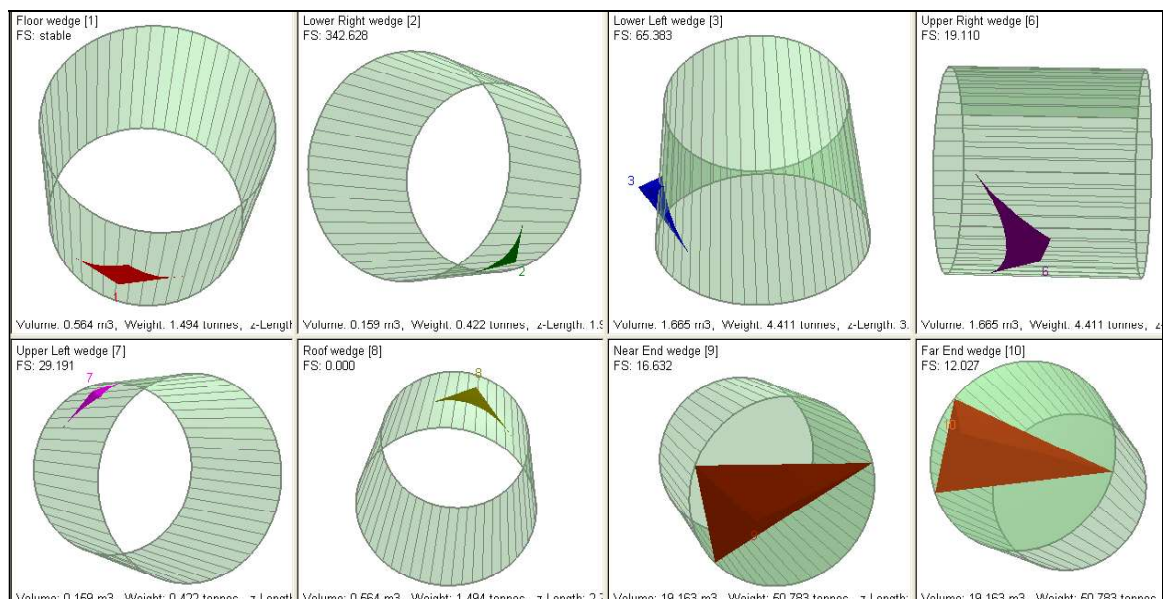 Floor wedge [1]
FS: stable
1
Volume: 0.564 m3, Weight: 1.494 tonnes, z-Lengt
Lower Right wedge [2]
FS: 342.628
2
Volume: 0.159 m3, Weight: 0.422 tonnes, z-Length: 1.9
Lower Left wedge [3]
FS: 65.383
3
Volume: 1.665 m3, Weight: 4.411 tonnes, z-Length: 3.
Upper Right wedge [6]
FS: 19.110
6
Volume: 1.665 m3, Weight: 4.411 tonnes, z-
Upper Left wedge [7]
FS: 29.191
7
Volume: 0.159 m3, Weight: 0.422 tonnes, z-Length
Roof wedge [8]
FS: 0.000
8
Volume: 0.564 m3, Weight: 1.494 tonnes, z-Length: 2.
Near End wedge [9]
FS: 16.632
9
Volume: 19.163 m3, Weight: 50.783 tonnes,
Far End wedge [10]
FS: 12.027
10
Volume: 19.163 m3, Weight: 50.783 tonnes,